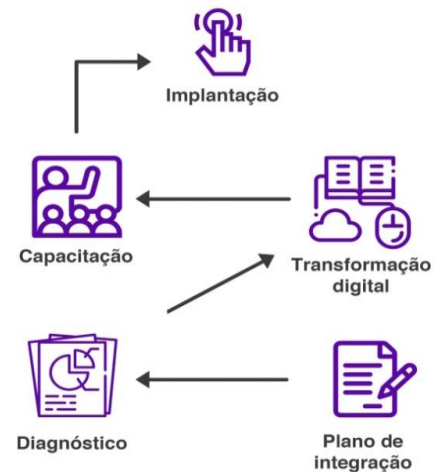 Implantação
Capacitação
Transformação
digital
Diagnóstico
Plano de
integração